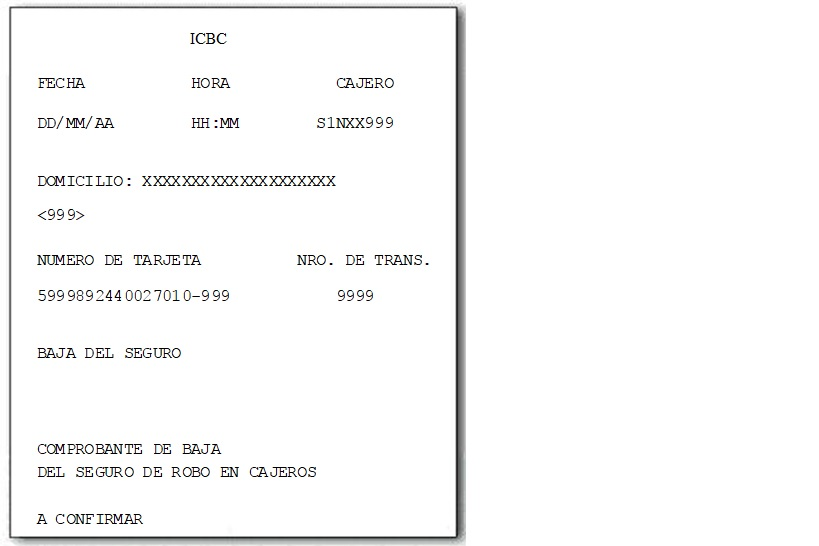 ICBC
FECHA HORA CAJERO
DD/MM/AA HH:MM S1NXX999
DOMICILIO: XXXXXXXXXXXXXXXXXXXX
<999>
NUMERO DE TARJETA NRO. DE TRANS.
5999892440027010-999 9999
BAJA DEL SEGURO
COMPROBANTE DE BAJA
DEL SEGURO DE ROBO EN CAJEROS
A CONFIRMAR